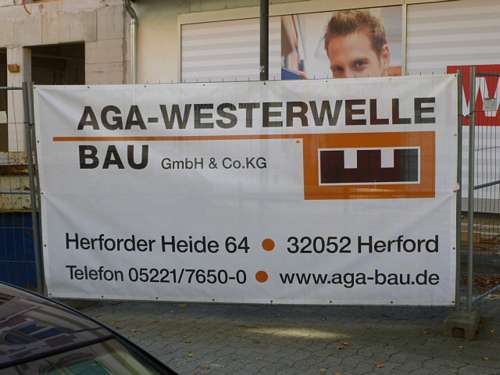 AGA-WESTERWELLE
BAU GmbH & Co.KG
Herforder Heide 64 ● 32052 Herford
Telefon 05221/7650-0 ● www.aga-bau.de